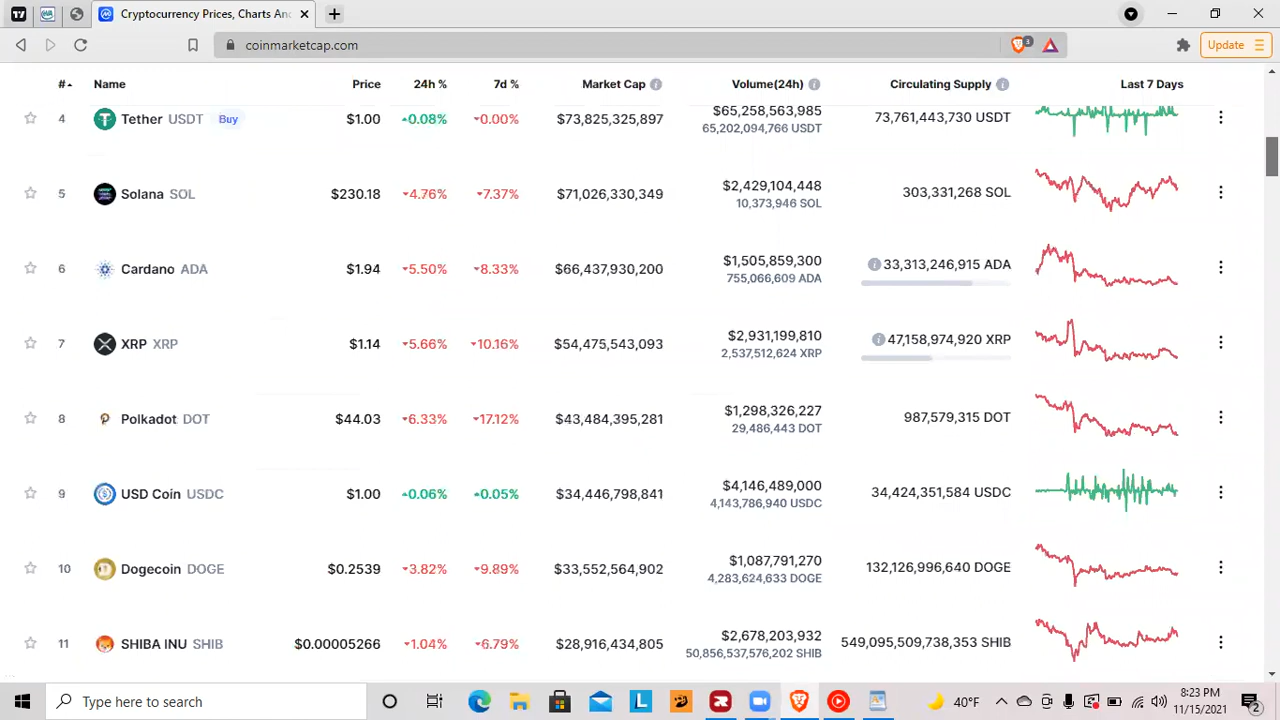 Cryptocurrency Prices, Charts And
coinmarketcap.com
3
Update
# Name Price 24h % 7d % Market Cap Volume(24h) Circulating Supply Last 7 Days
4 Tether USDT Buy $1.00 0.08% 0.00% $73,825,325,897 $65,258,563,985 73,761,443,730 USDT
65,202,094,766 USDT
5 Solana SOL $230.18 4.76% 7.37% $71,026,330,349 $2,429,104,448 303,331,268 SOL
10,373,946 SOL
6 Cardano ADA $1.94 5.50% 8.33% $66,437,930,200 $1,505,859,300 33,313,246,915 ADA
755,066,609 ADA
7 XRP XRP $1.14 5.66% 10.16% $54,475,543,093 $2,931,199,810 47,158,974,920 XRP
2,537,512,624 XRP
8 Polkadot DOT $44.03 6.33% 17.12% $43,484,395,281 $1,298,326,227 987,579,315 DOT
29,486,443 DOT
9 USD Coin USDC $1.00 0.06% 0.05% $34,446,798,841 $4,146,489,000 34,424,351,584 USDC
4,143,786,940 USDC
10 Dogecoin DOGE $0.2539 3.82% 9.89% $33,552,564,902 $1,087,791,270 132,126,996,640 DOGE
4,283,624,633 DOGE
11 SHIBA INU SHIB $0.00005266 1.04% 6.79% $28,916,434,805 $2,678,203,932 549,095,509,738,353 SHIB
50,856,537,576,202 SHIB
Type here to search
L
40°F
8:23 PM
11/15/2021
2